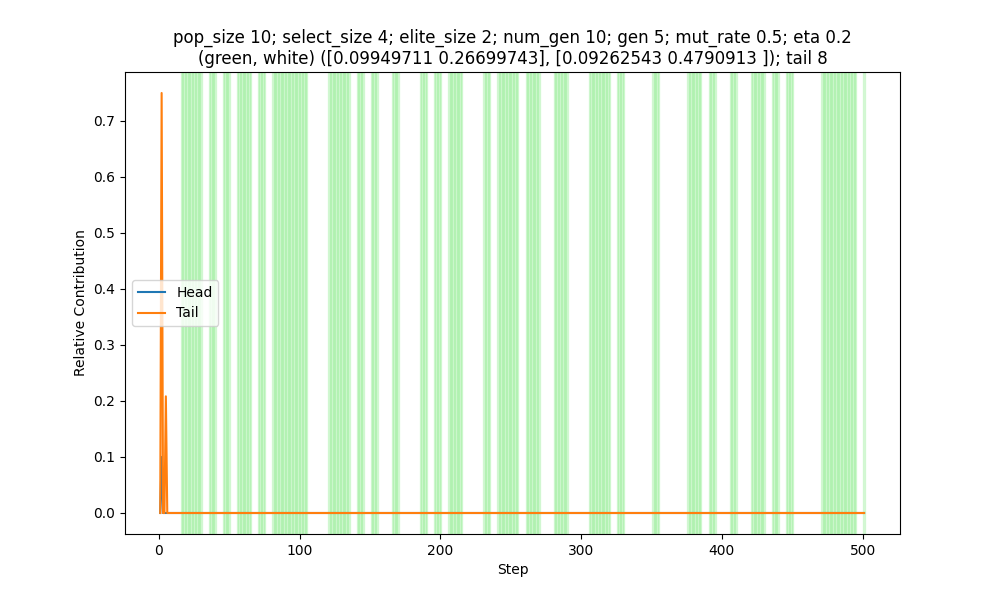 pop_size 10; select_size 4; elite_size 2; num_gen 10; gen 5; mut_rate 0.5; eta 0.2
(green, white) ([0.09949711 0.26699743], [0.09262543 0.4790913 ]); tail 8
0.7
0.6
0.5
0.4
0.3
0.2
0.1
0.0
Relative Contribution
Head
Tail
0
100
200
300
400
500
Step